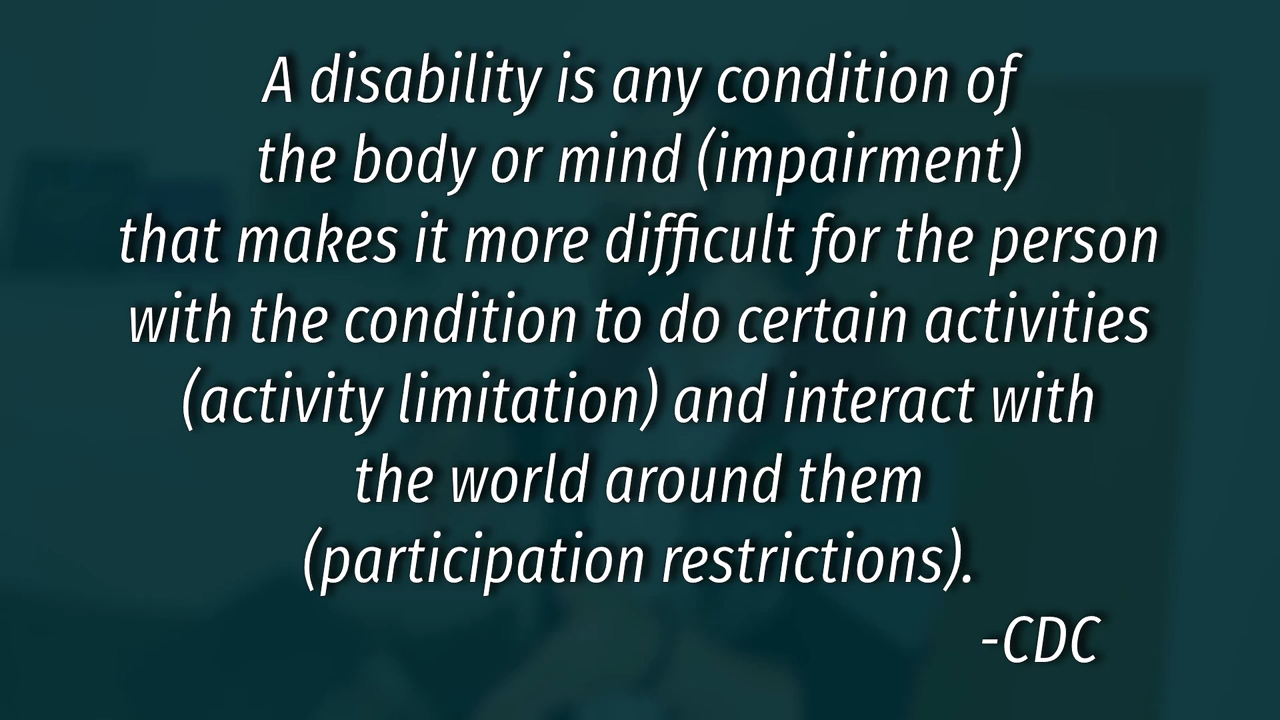 A disability is any condition of
the body or mind (impairment)
that makes it more difficult for the person
with the condition to do certain activities
(activity limitation) and interact with
the world around them
(participation restrictions).
-CDC